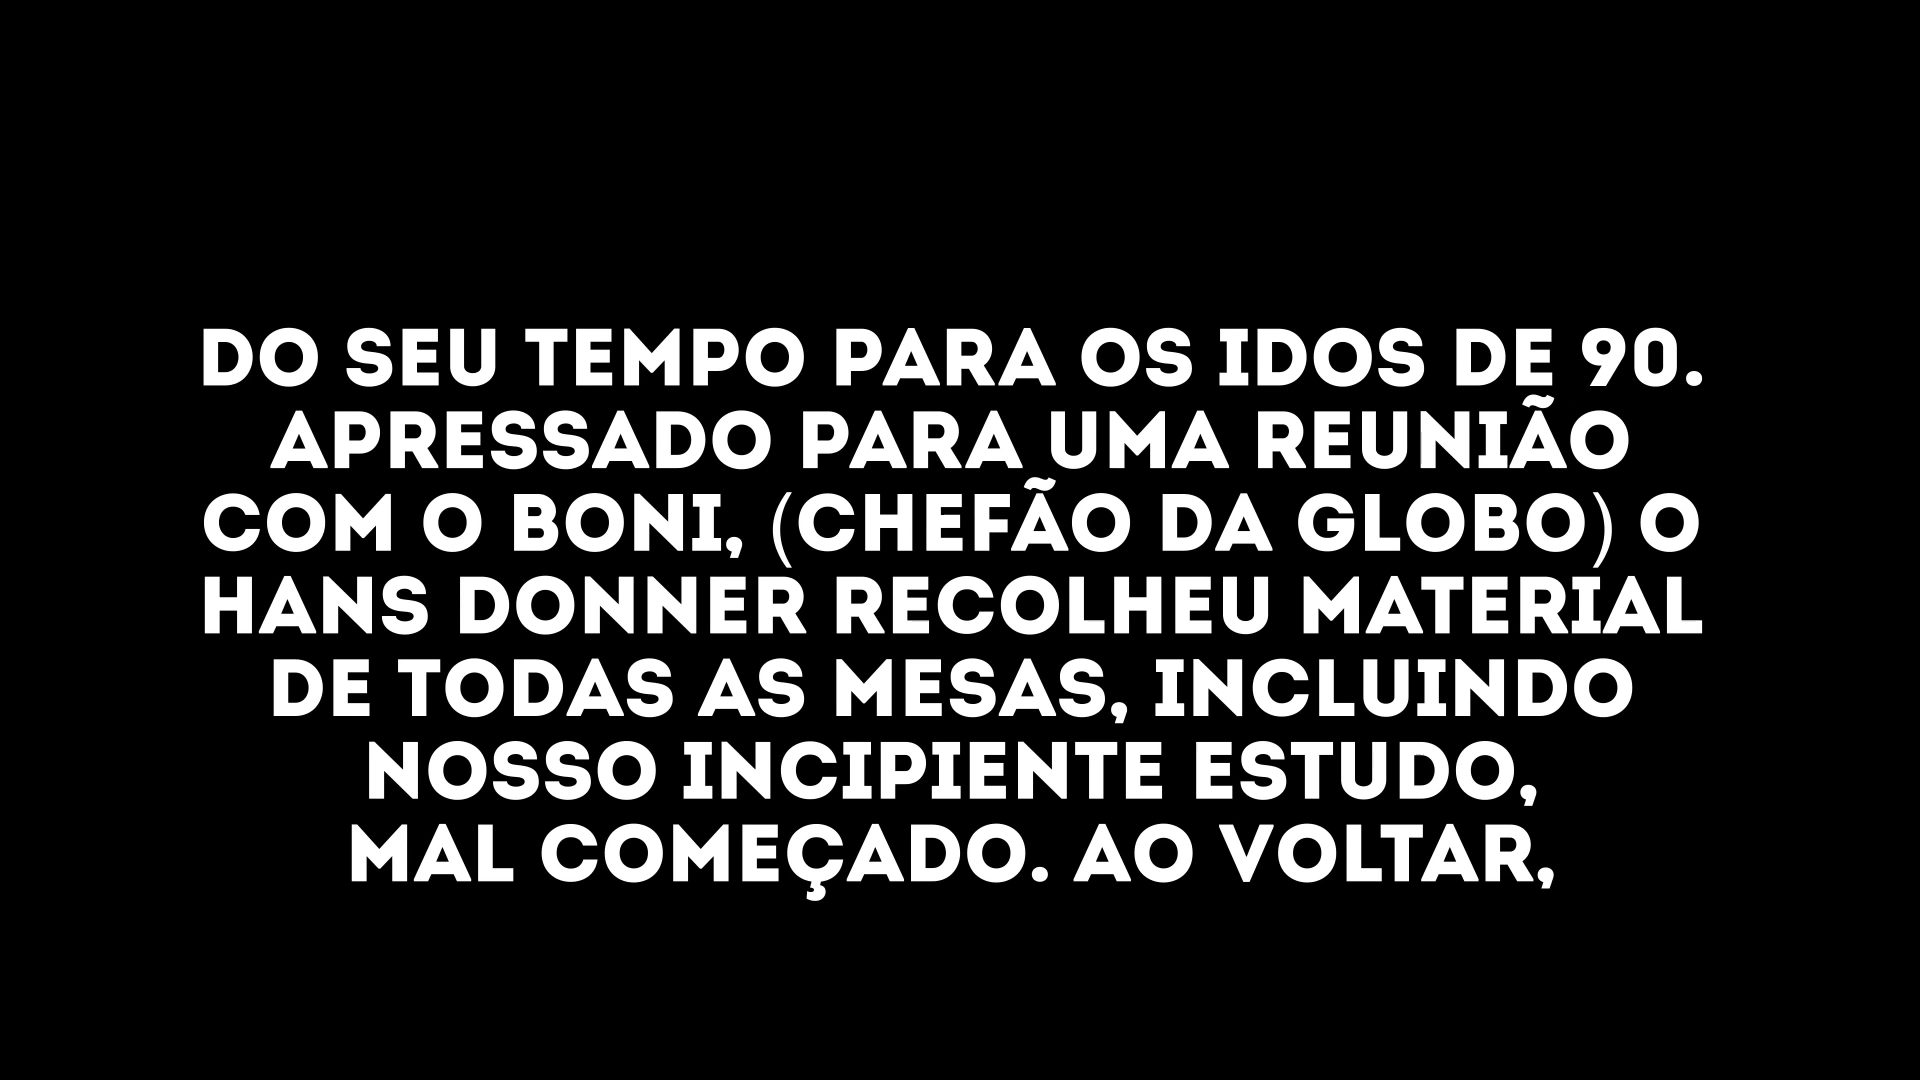 DO SEU TEMPO PARA OS IDOS DE 90.
APRESSADO PARA UMA REUNIÃO
COM O BONI, (CHEFÃO DA GLOBO) O
HANS DONNER RECOLHEU MATERIAL
DE TODAS AS MESAS, INCLUINDO
NOSSO INCIPIENTE ESTUDO,
MAL COMEÇADO. AO VOLTAR,